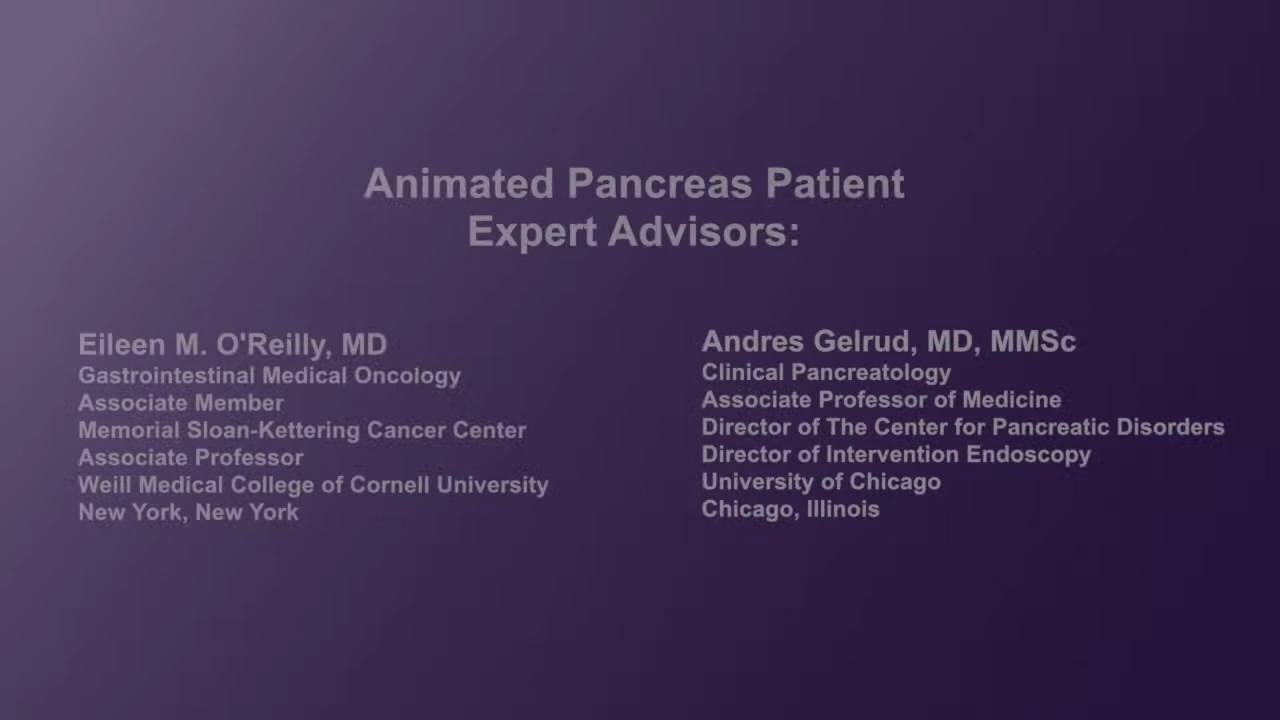 Animated Pancreas Patient
Expert Advisors:
Eileen M. O'Reilly, MD
Gastrointestinal Medical Oncology
Associate Member
Memorial Sloan-Kettering Cancer Center
Associate Professor
Weill Medical College of Cornell University
New York, New York
Andres Gelrud, MD, MMSc
Clinical Pancreatology
Associate Professor of Medicine
Director of The Center for Pancreatic Disorders
Director of Intervention Endoscopy
University of Chicago
Chicago, Illinois